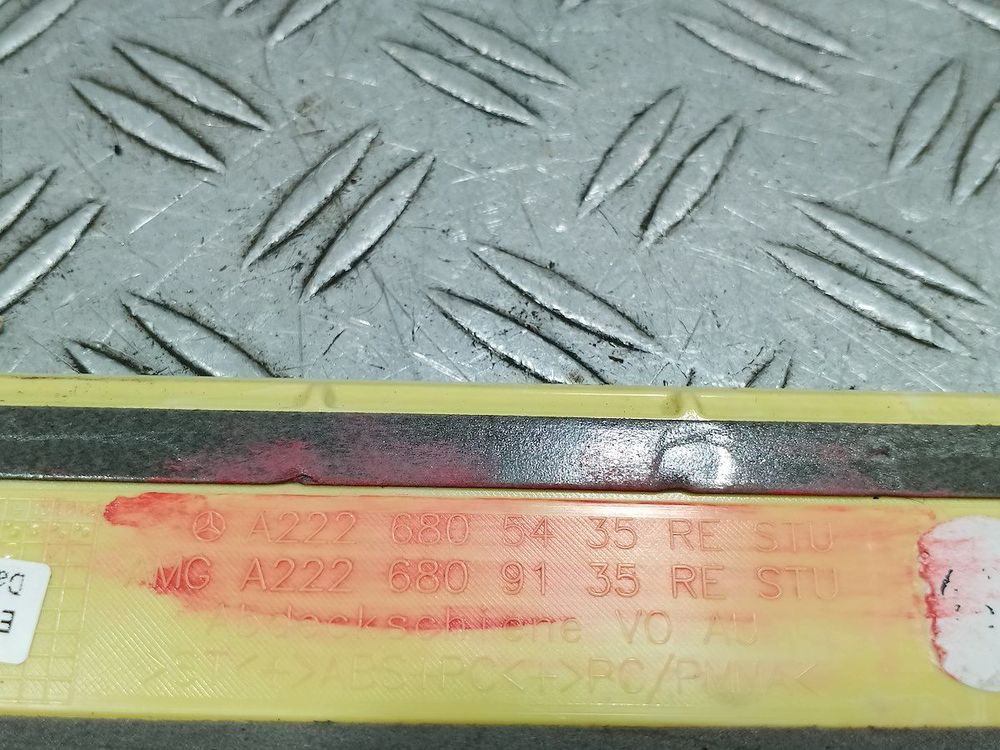 A222 680 54 35 RE STU
AMG A222 680 91 35 RE STU
Abdeckschiene VO AU
>ST<+>ABS+PC<+>PC/PMMA<